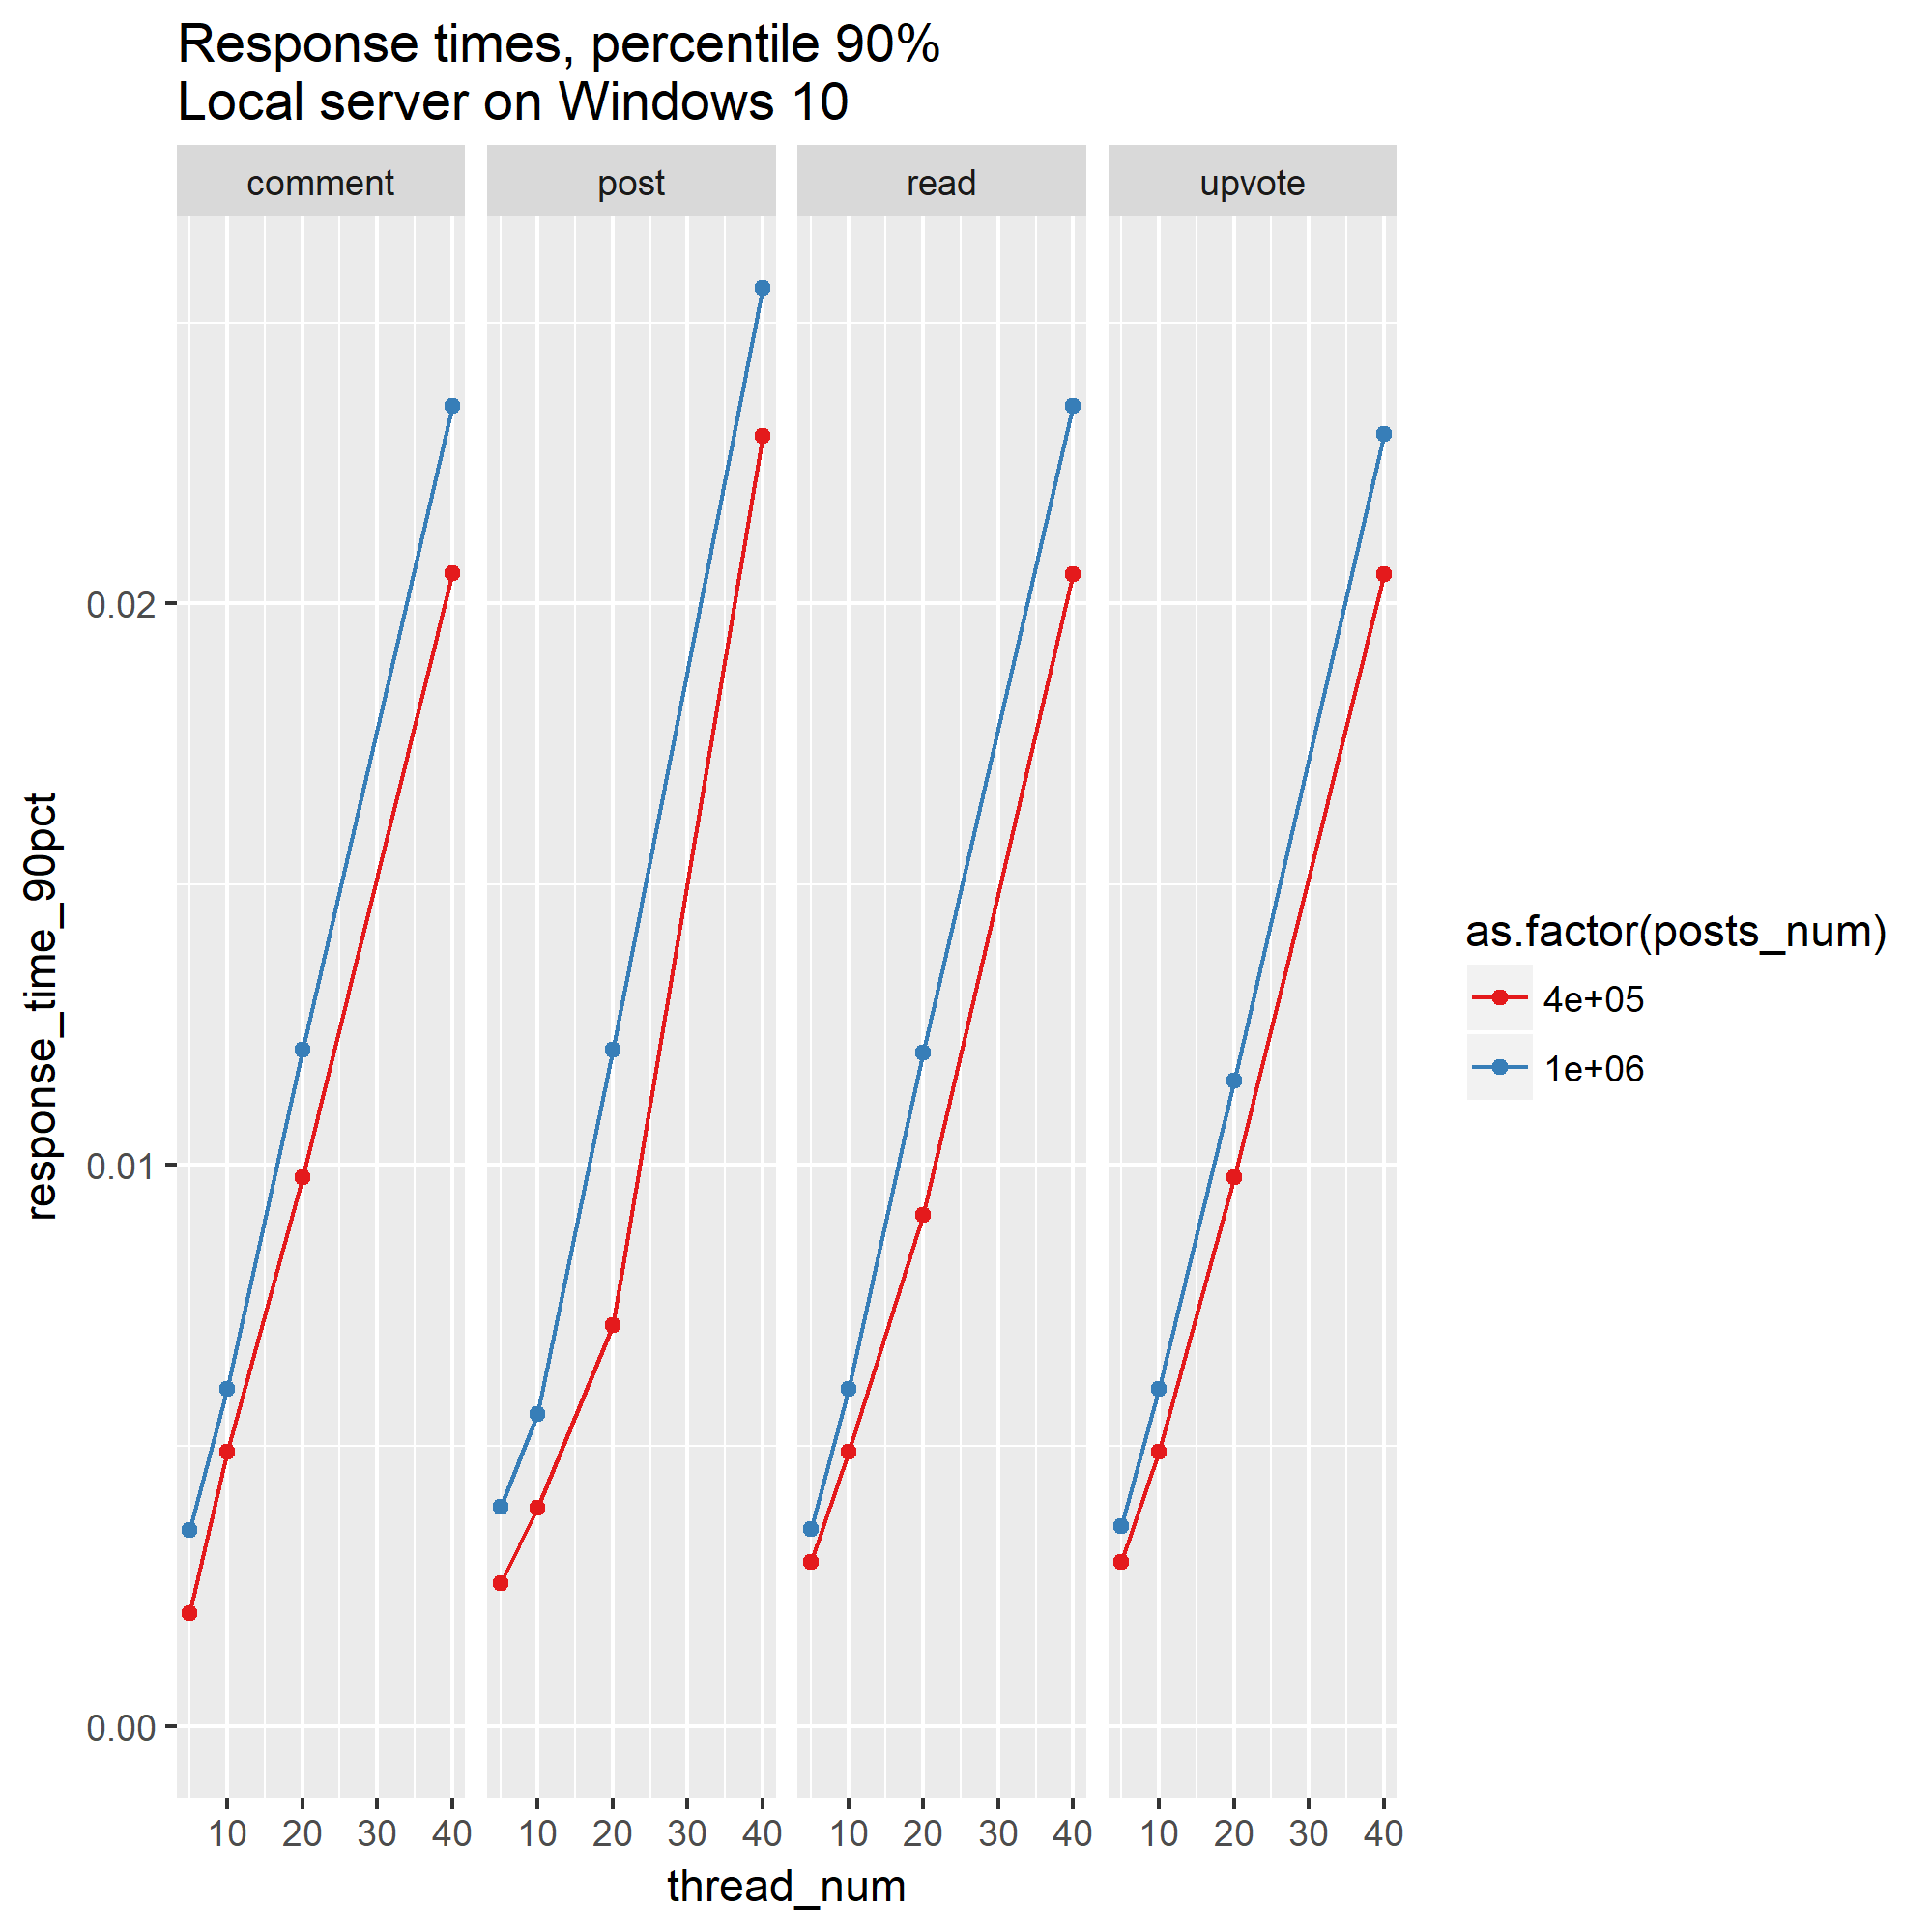 Response times, percentile 90%
Local server on Windows 10
comment post read upvote
response_time_90pct
0.02
0.01
0.00
10 20 30 40 10 20 30 40 10 20 30 40 10 20 30 40
thread_num
as.factor(posts_num)
4e+05
1e+06